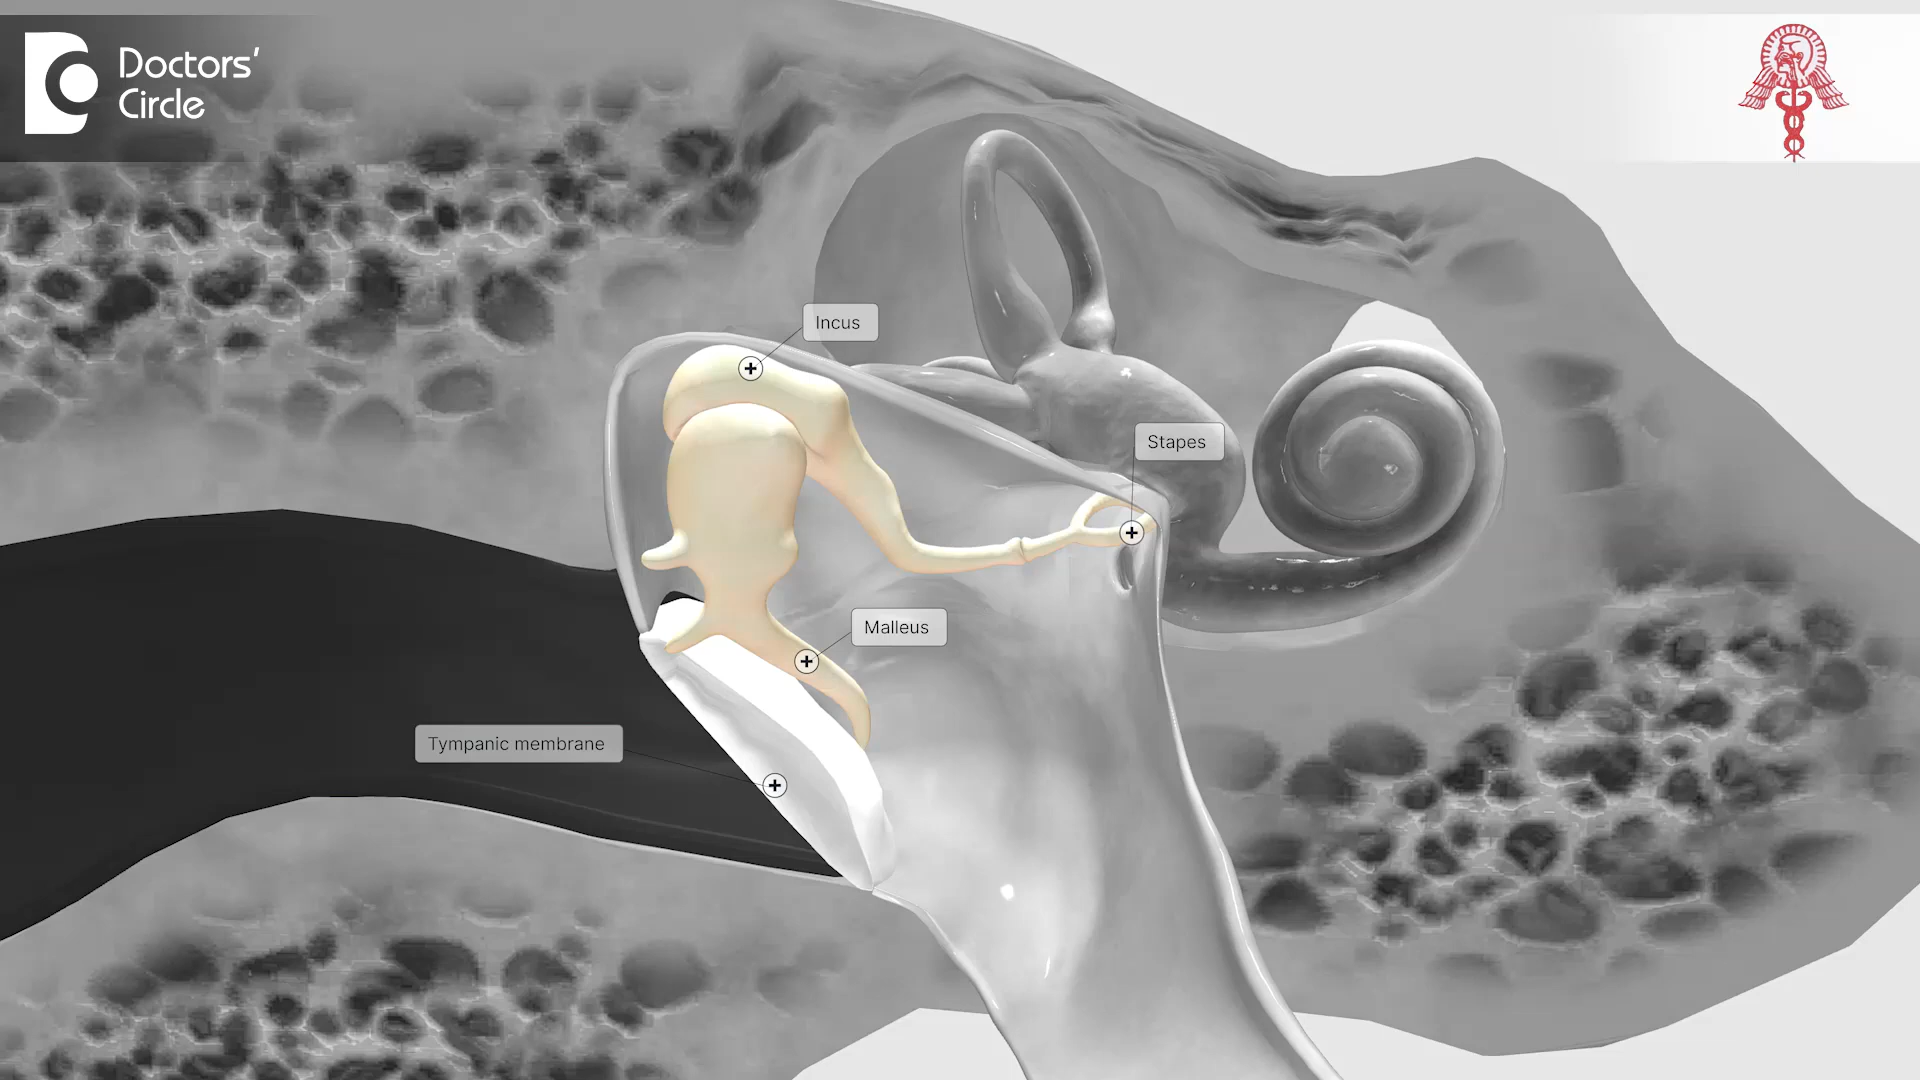 Doctors'
Circle
Incus
Stapes
Malleus
Tympanic membrane